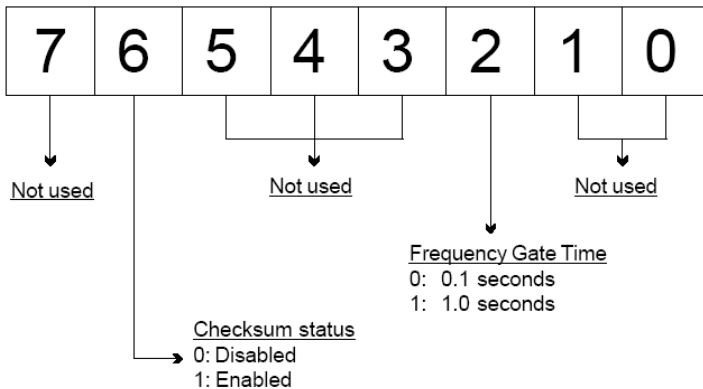 7 6 5 4 3 2 1 0
Not used
Not used
Not used
Frequency Gate Time
0: 0.1 seconds
1: 1.0 seconds
Checksum status
0: Disabled
1: Enabled